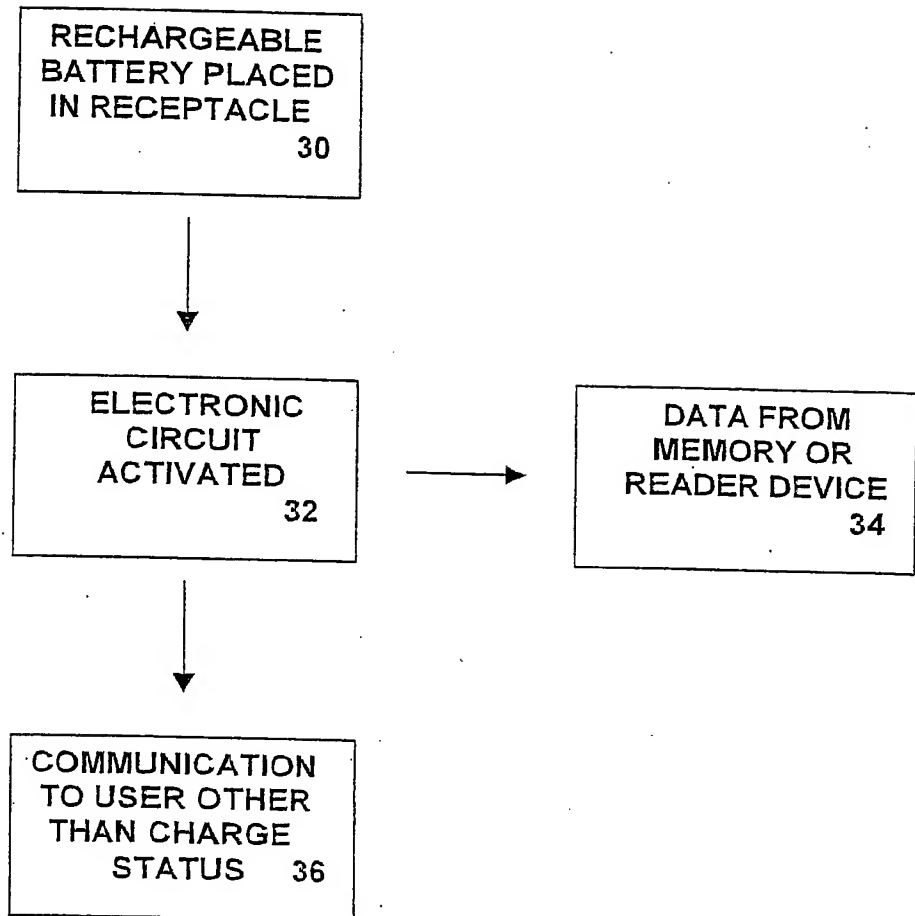 RECHARGEABLE
BATTERY PLACED
IN RECEPTACLE
30
ELECTRONIC
CIRCUIT
ACTIVATED
32
DATA FROM
MEMORY OR
READER DEVICE
34
COMMUNICATION
TO USER OTHER
THAN CHARGE
STATUS 36